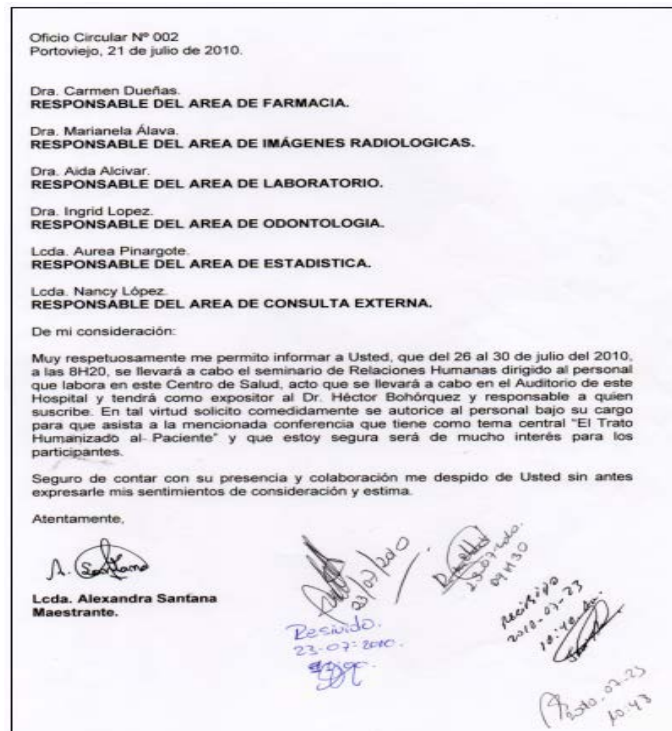 Oficio Circular Nº 002
Portoviejo, 21 de julio de 2010.
Dra. Carmen Dueñas.
RESPONSABLE DEL AREA DE FARMACIA.
Dra. Marianela Álava.
RESPONSABLE DEL AREA DE IMÁGENES RADIOLOGICAS.
Dra. Aida Alcivar.
RESPONSABLE DEL AREA DE LABORATORIO.
Dra. Ingrid Lopez.
RESPONSABLE DEL AREA DE ODONTOLOGIA.
Lcda. Aurea Pinargote.
RESPONSABLE DEL AREA DE ESTADISTICA.
Lcda. Nancy López.
RESPONSABLE DEL AREA DE CONSULTA EXTERNA.
De mi consideración:
Muy respetuosamente me permito informar a Usted, que del 26 al 30 de julio del 2010,
a las 8H20, se llevará a cabo el seminario de Relaciones Humanas dirigido al personal
que labora en este Centro de Salud, acto que se llevará a cabo en el Auditorio de este
Hospital y tendrá como expositor al Dr. Héctor Bohórquez y responsable a quien
suscribe. En tal virtud solicito comedidamente se autorice al personal bajo su cargo
para que asista a la mencionada conferencia que tiene como tema central "El Trato
Humanizado al Paciente" y que estoy segura será de mucho interés para los
participantes.
Seguro de contar con su presencia y colaboración me despido de Usted sin antes
expresarle mis sentimientos de consideración y estima.
Atentamente,
A. Santana
Lcda. Alexandra Santana
Maestrante.
23/07/2010
23-07-2010.
09H30
Resivido.
23-07-2010.
Recibido
2010-07-23
10:40
2010-07-23
10:43